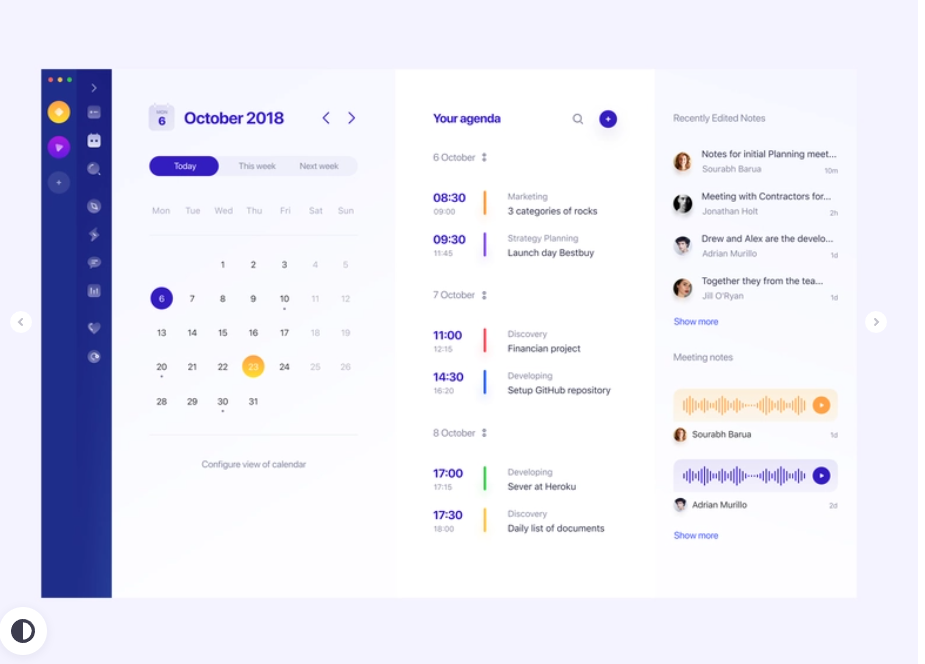 MON
6
October 2018
Today
This week
Next week
Mon Tue Wed Thu Fri Sat Sun
1 2 3 4 5
6 7 8 9 10 11 12
13 14 15 16 17 18 19
20 21 22 23 24 25 26
28 29 30 31
Configure view of calendar
Your agenda
6 October
08:30
09:00
Marketing
3 categories of rocks
09:30
11:45
Strategy Planning
Launch day Bestbuy
7 October
11:00
12:15
Discovery
Financian project
14:30
16:20
Developing
Setup GitHub repository
8 October
17:00
17:15
Developing
Sever at Heroku
17:30
18:00
Discovery
Daily list of documents
Recently Edited Notes
Notes for initial Planning meet...
Sourabh Barua
10m
Meeting with Contractors for...
Jonathan Holt
2h
Drew and Alex are the develo...
Adrian Murillo
1d
Together they from the tea...
Jill O'Ryan
1d
Show more
Meeting notes
Sourabh Barua
1d
Adrian Murillo
2d
Show more